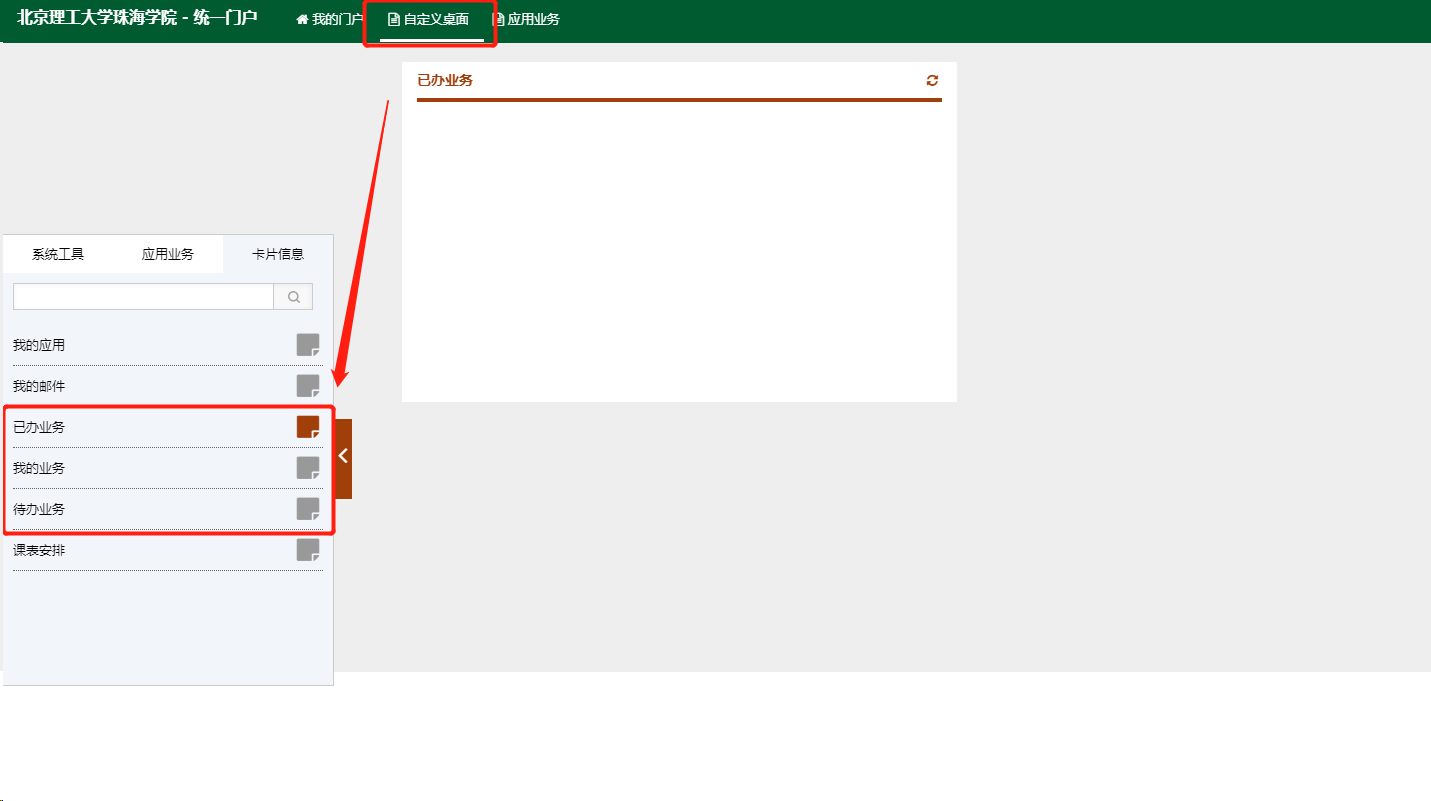 北京理工大学珠海学院 - 统一门户 我的门户 自定义桌面 应用业务
已办业务
系统工具 应用业务 卡片信息
我的应用
我的邮件
已办业务
我的业务
待办业务
课表安排